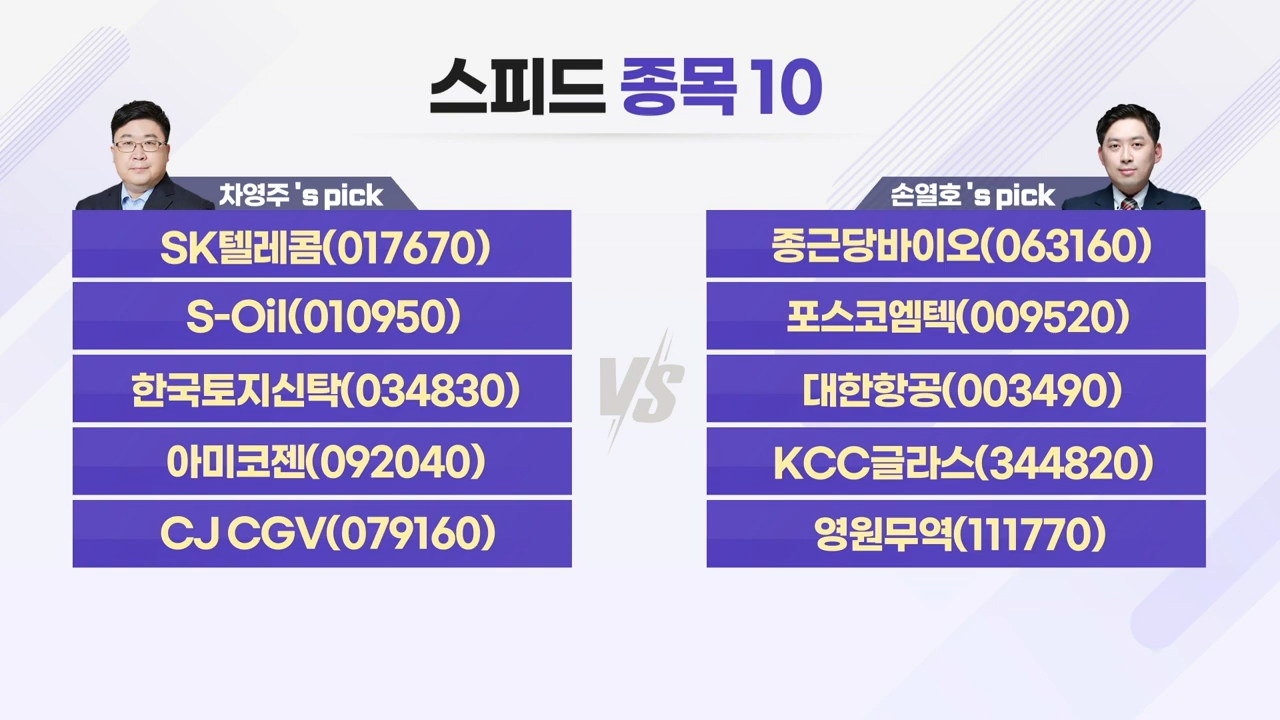 스피드 종목 10
차영주 's pick
SK텔레콤(017670)
S-Oil(010950)
한국토지신탁(034830)
아미코젠(092040)
CJ CGV(079160)
VS
손열호 's pick
종근당바이오(063160)
포스코엠텍(009520)
대한항공(003490)
KCC글라스(344820)
영원무역(111770)